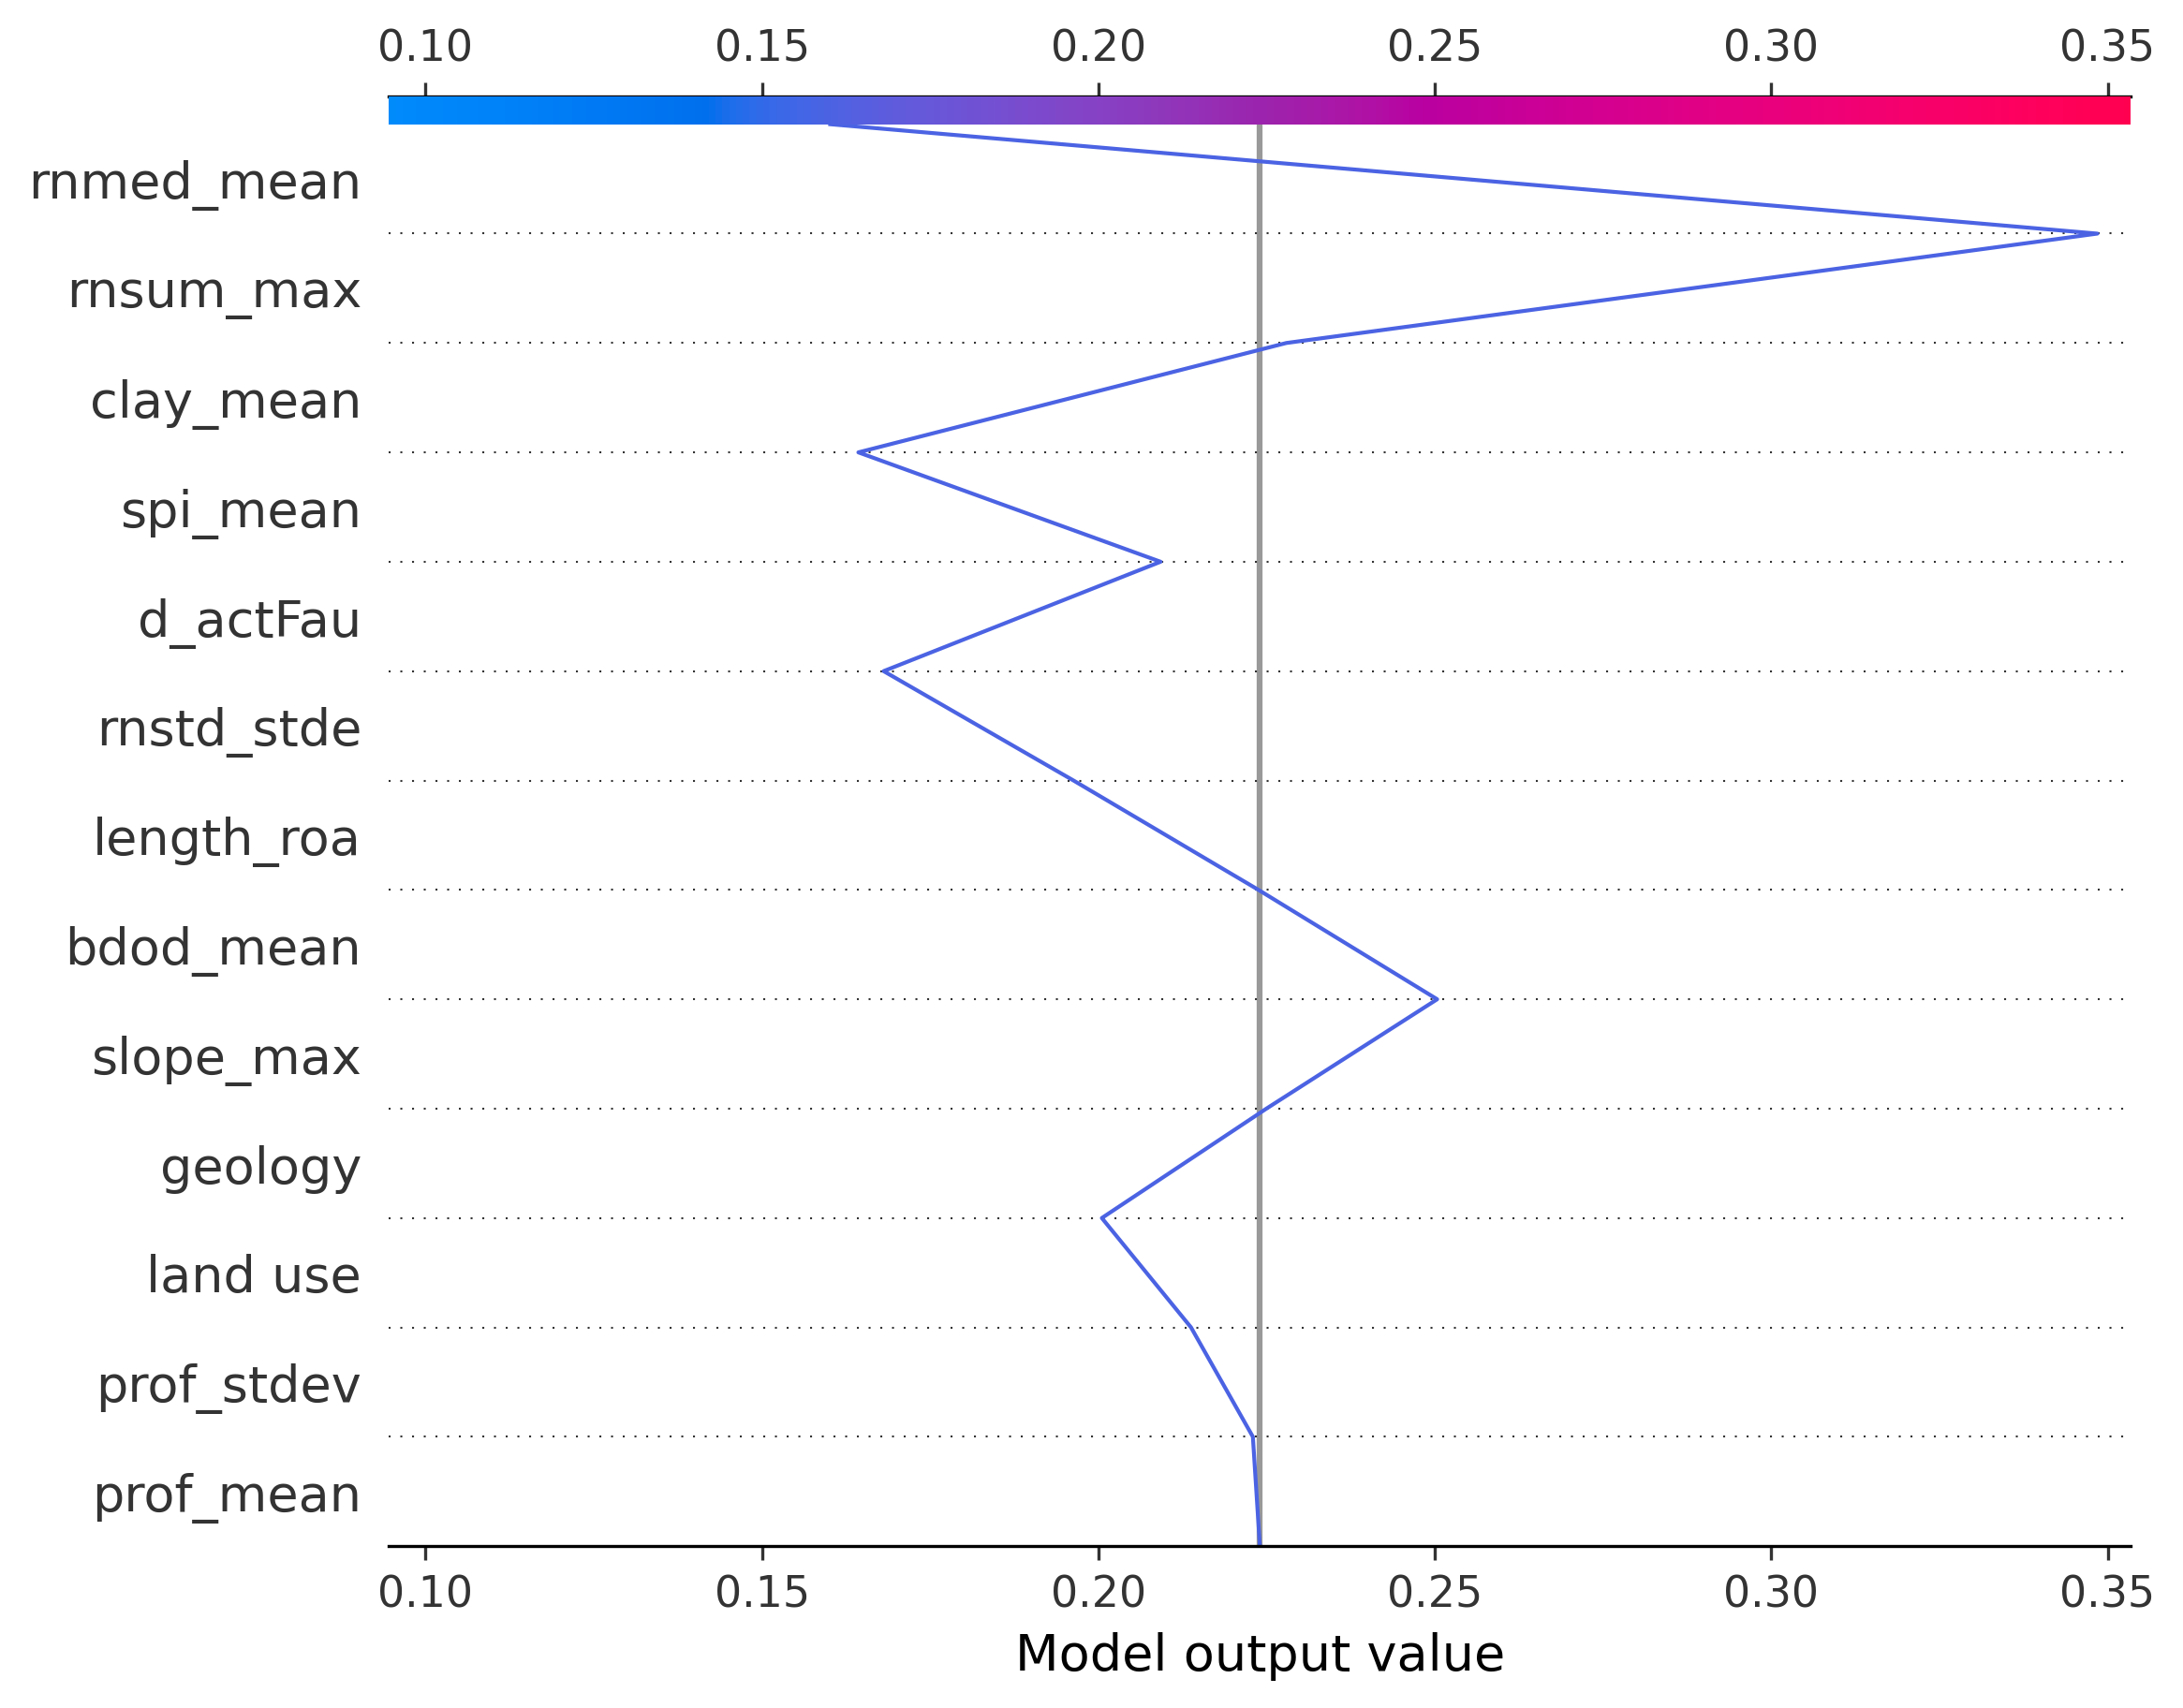 0.10 0.15 0.20 0.25 0.30 0.35
rnmed_mean
rnsum_max
clay_mean
spi_mean
d_actFau
rnstd_stde
length_roa
bdod_mean
slope_max
geology
land use
prof_stdev
prof_mean
0.10 0.15 0.20 0.25 0.30 0.35
Model output value